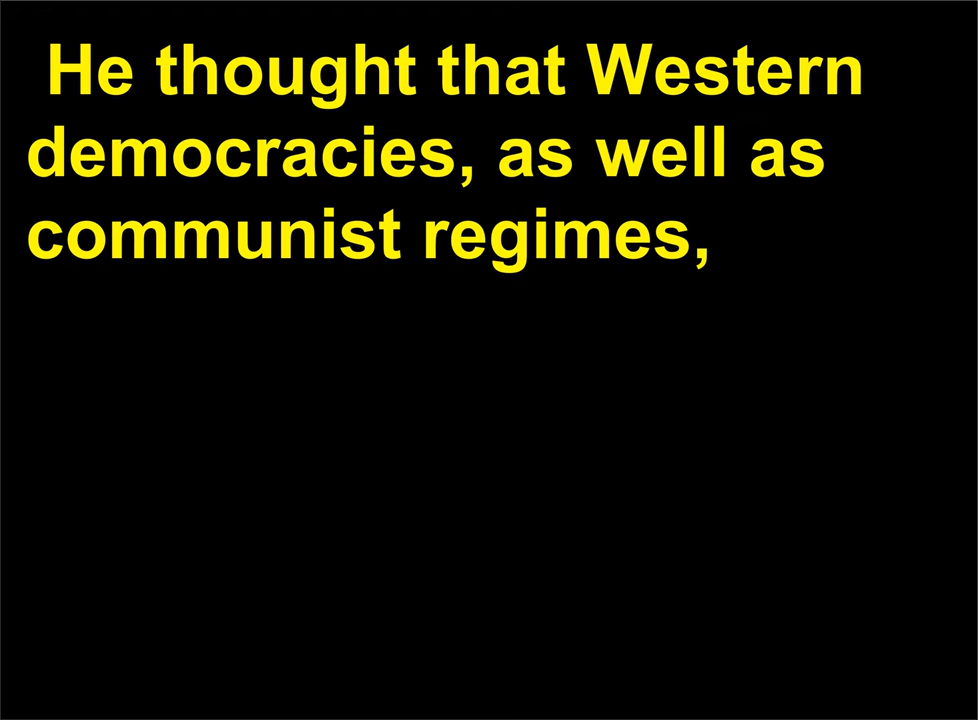 He thought that Western
democracies, as well as
communist regimes,